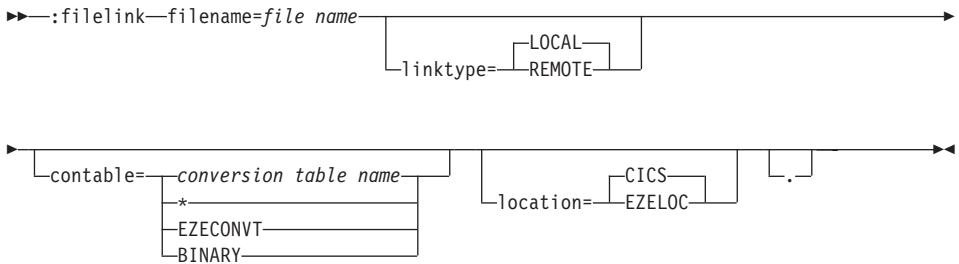 :filelink filename=file name
LOCAL
linktype= REMOTE
contable= conversion table name
*
EZECONVT
BINARY
CICS
location= EZELOC
.